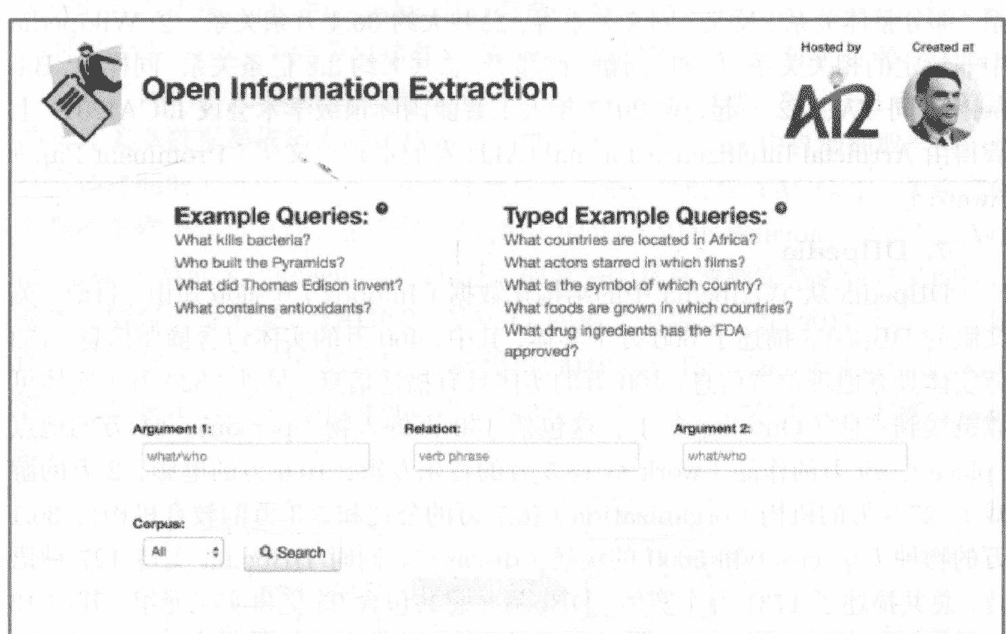 Hosted by
Created at
Open Information Extraction
AI2
Example Queries:
What kills bacteria?
Who built the Pyramids?
What did Thomas Edison invent?
What contains antioxidants?
Typed Example Queries:
What countries are located in Africa?
What actors starred in which films?
What is the symbol of which country?
What foods are grown in which countries?
What drug ingredients has the FDA
approved?
Argument 1:
what/who
Relation:
verb phrase
Argument 2:
what/who
Corpus:
All
Search